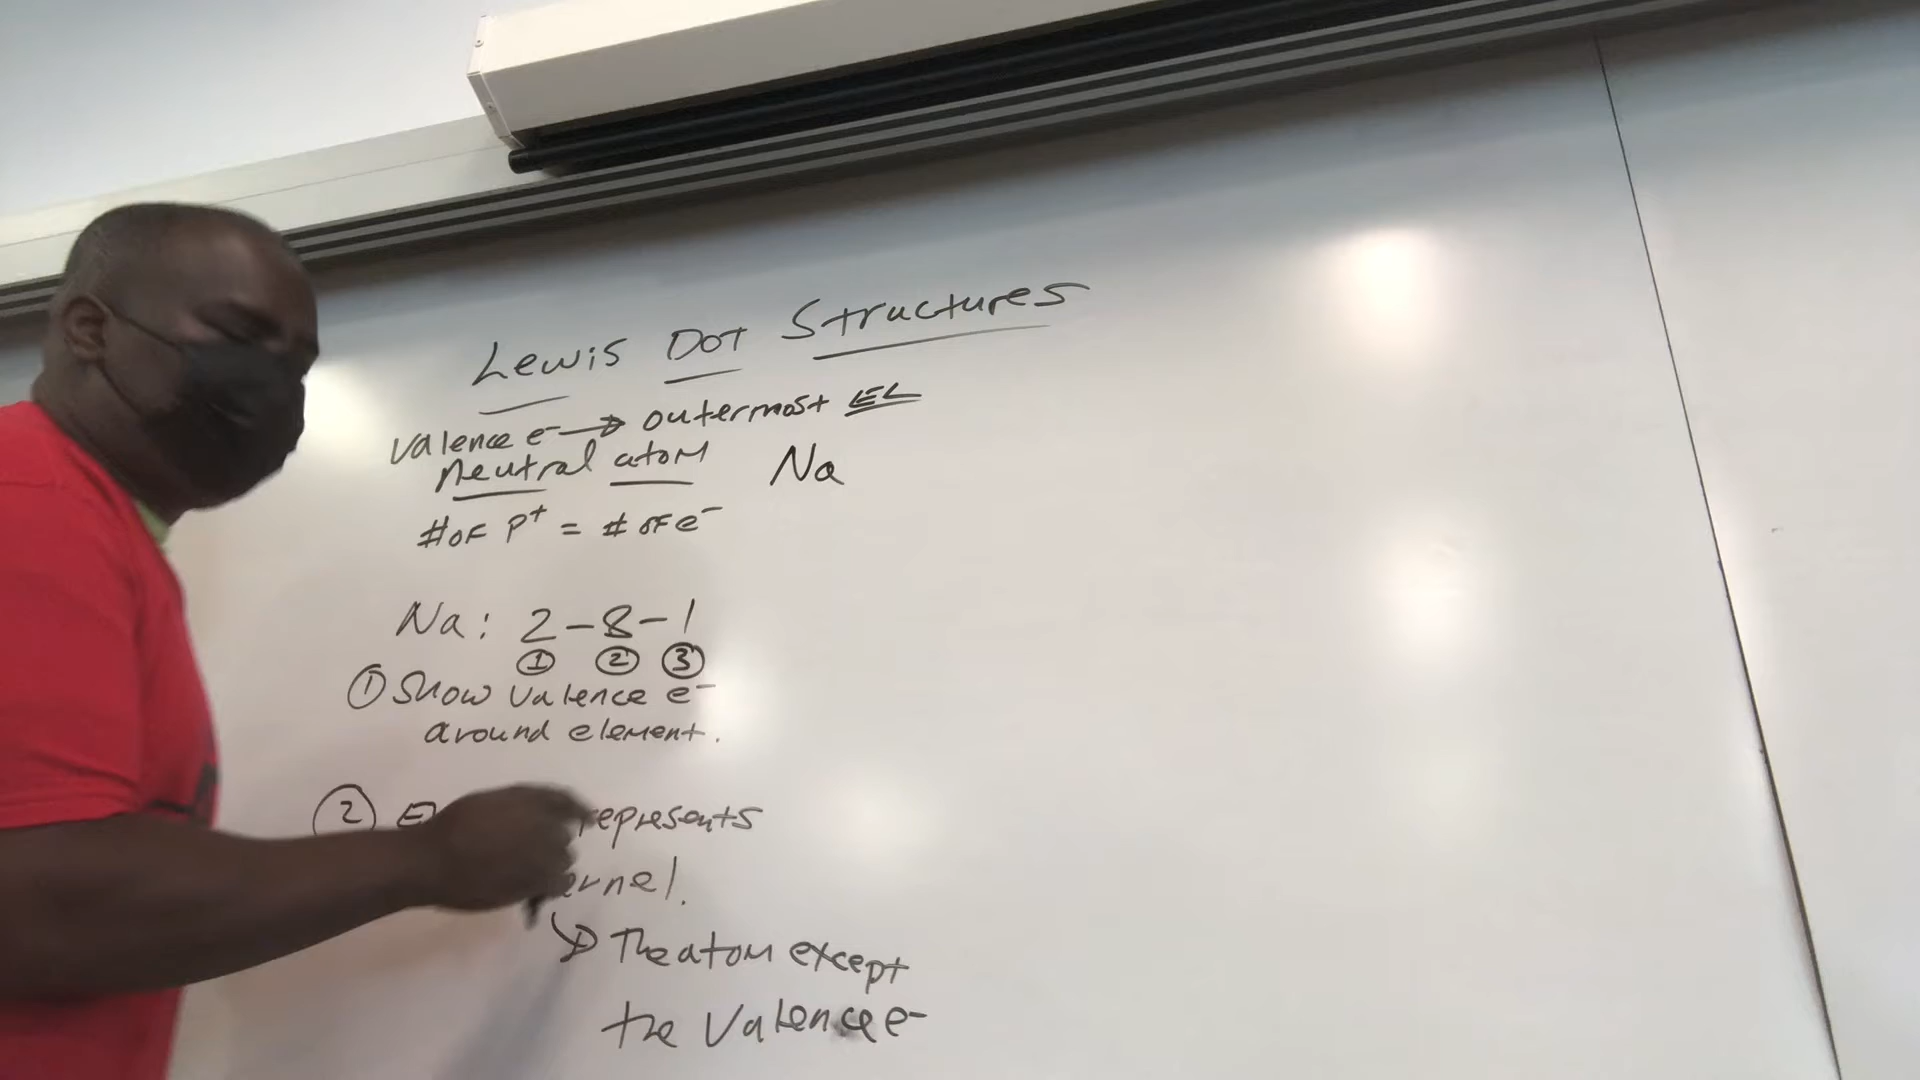 Lewis Dot Structures
Valence e⁻ → outermost EL
Neutral atom Na
# of P⁺ = # of e⁻
Na: 2-8-1
① ② ③
① Show valence e⁻
around element.
② represents
→ The atom except
the Valence e⁻